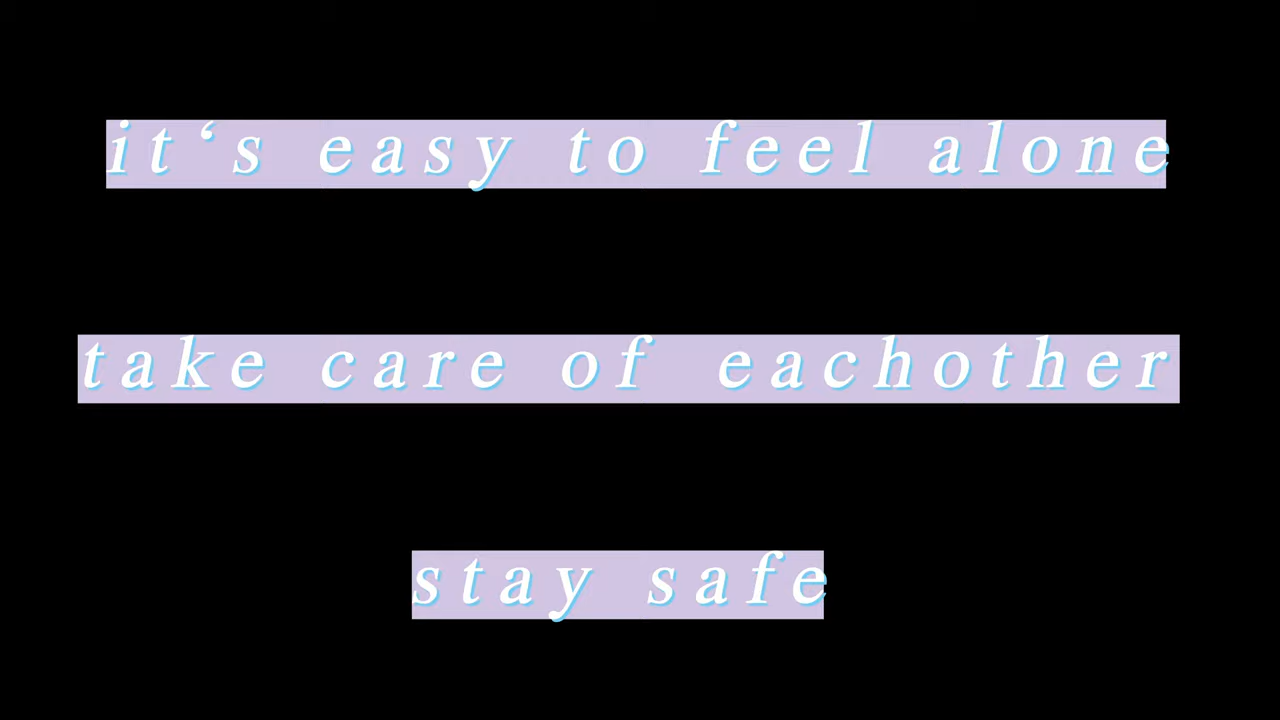 it‘s easy to feel alone
take care of eachother
stay safe